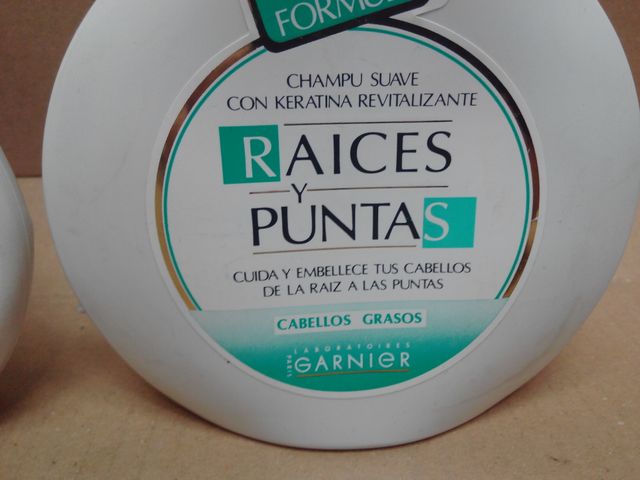 CHAMPU SUAVE
CON KERATINA REVITALIZANTE
RAICES
Y
PUNTAS
CUIDA Y EMBELLECE TUS CABELLOS
DE LA RAIZ A LAS PUNTAS
CABELLOS GRASOS
LABORATOIRES
PARIS GARNIER